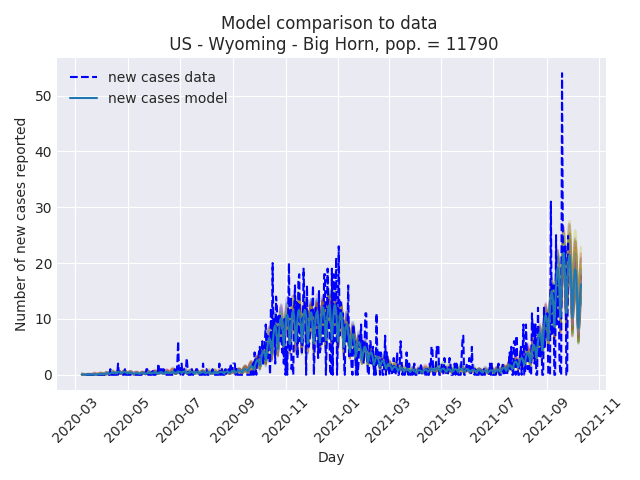 Model comparison to data
US - Wyoming - Big Horn, pop. = 11790
new cases data
new cases model
Number of new cases reported
50
40
30
20
10
0
2020-03
2020-05
2020-07
2020-09
2020-11
2021-01
2021-03
2021-05
2021-07
2021-09
2021-11
Day